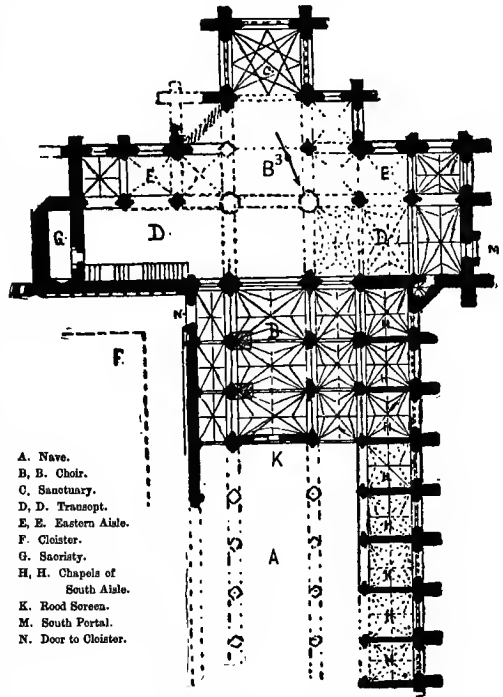 C.
E
B³
E
G
D.
D.
M
N
H
B
F.
H
H
K
H
A
K
H
H
A. Nave.
B, B. Choir.
C, Sanctuary.
D, D. Transept.
E, E. Eastern Aisle.
F. Cloister.
G. Sacristy.
H, H. Chapels of
South Aisle.
K. Rood Screen.
M. South Portal.
N. Door to Cloister.